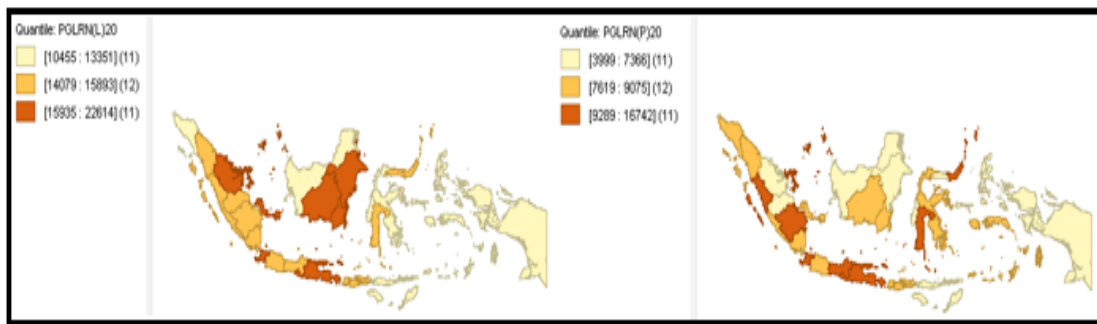 Quantile: PGLRN(L)20
[10455 : 13351] (11)
[14079 : 15893] (12)
[15935 : 22614] (11)
Quantile: PGLRN(P)20
[3999 : 7366] (11)
[7619 : 9075] (12)
[9289 : 16742] (11)